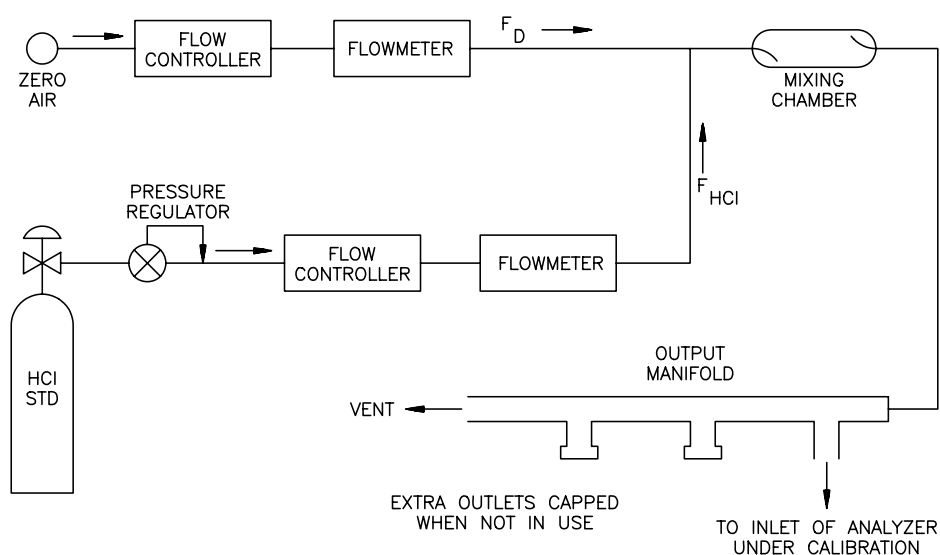 ZERO
AIR
FLOW
CONTROLLER
FLOWMETER
F D
MIXING
CHAMBER
F HCl
PRESSURE
REGULATOR
FLOW
CONTROLLER
FLOWMETER
HCl
STD
OUTPUT
MANIFOLD
VENT
EXTRA OUTLETS CAPPED
WHEN NOT IN USE
TO INLET OF ANALYZER
UNDER CALIBRATION